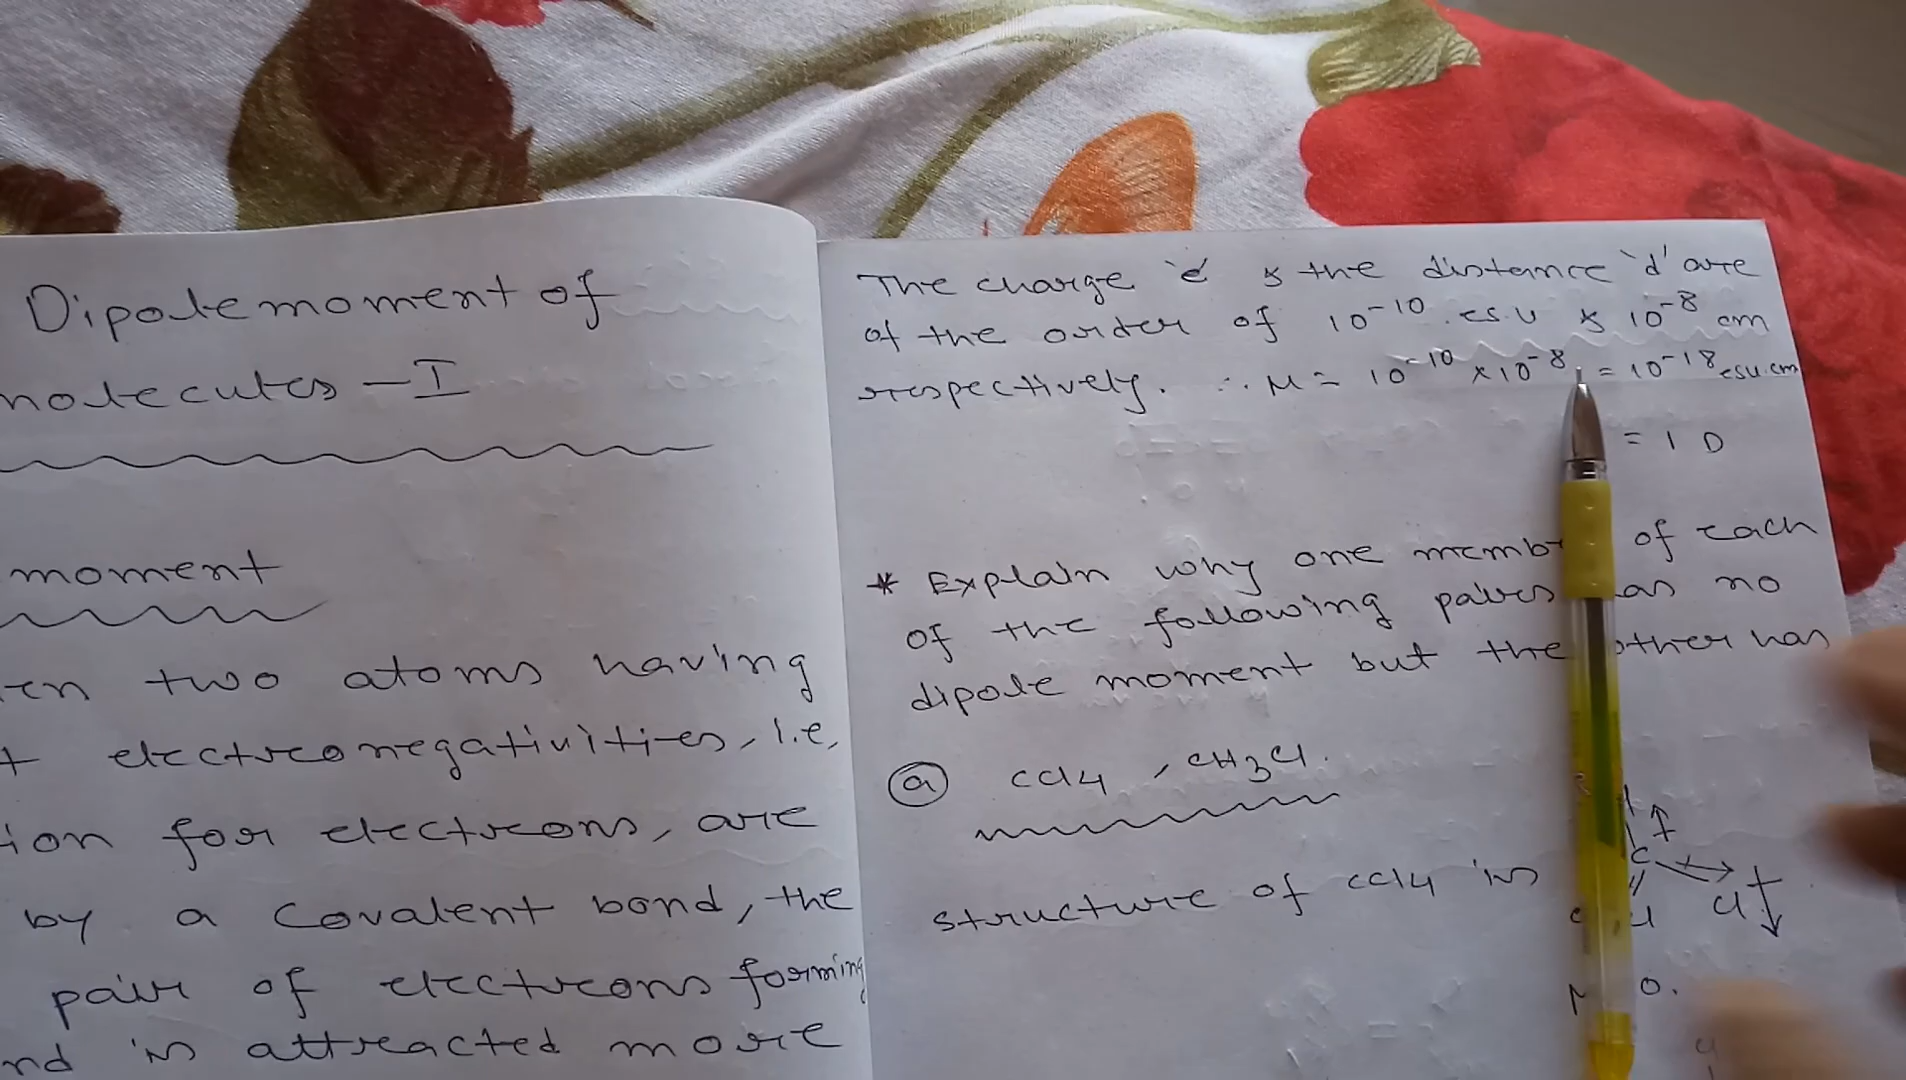 Dipole moment of
molecules - I
moment
two atoms having
electronegativities, i.e,
for electrons, are
by a covalent bond, the
pair of electrons forming
is attracted more
The charge 'e' & the distance 'd' are
of the order of 10⁻¹⁰ esu & 10⁻⁸ cm
respectively. ∴ μ = 10⁻¹⁰ × 10⁻⁸ = 10⁻¹⁸ esu.cm
= 1 D
* Explain why one of each
of the following pairs no
dipole moment but the other has
(a) CCl4, CH3Cl.
structure of CCl4 is
C
Cl